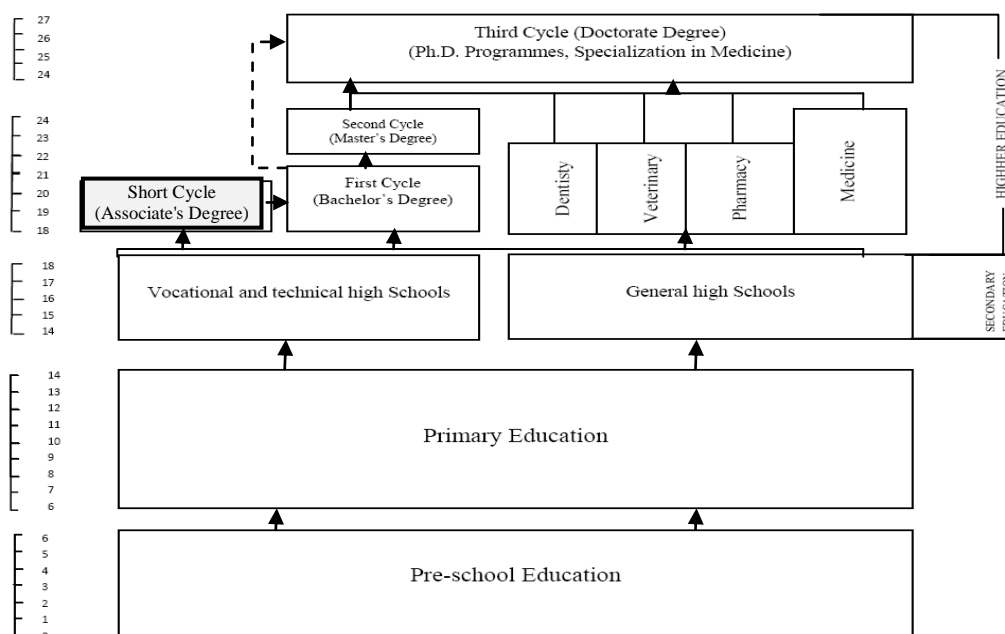 27
26
25
24
Third Cycle (Doctorate Degree)
(Ph.D. Programmes, Specialization in Medicine)
HIGHHER EDUCATION
24
23
22
21
20
19
18
Second Cycle
(Master's Degree)
First Cycle
(Bachelor's Degree)
Short Cycle
(Associate's Degree)
Dentisty
Veterinary
Pharmacy
Medicine
18
17
16
15
14
Vocational and technical high Schools
General high Schools
SECONDARY
14
13
12
11
10
9
8
7
6
Primary Education
6
5
4
3
2
1
Pre-school Education